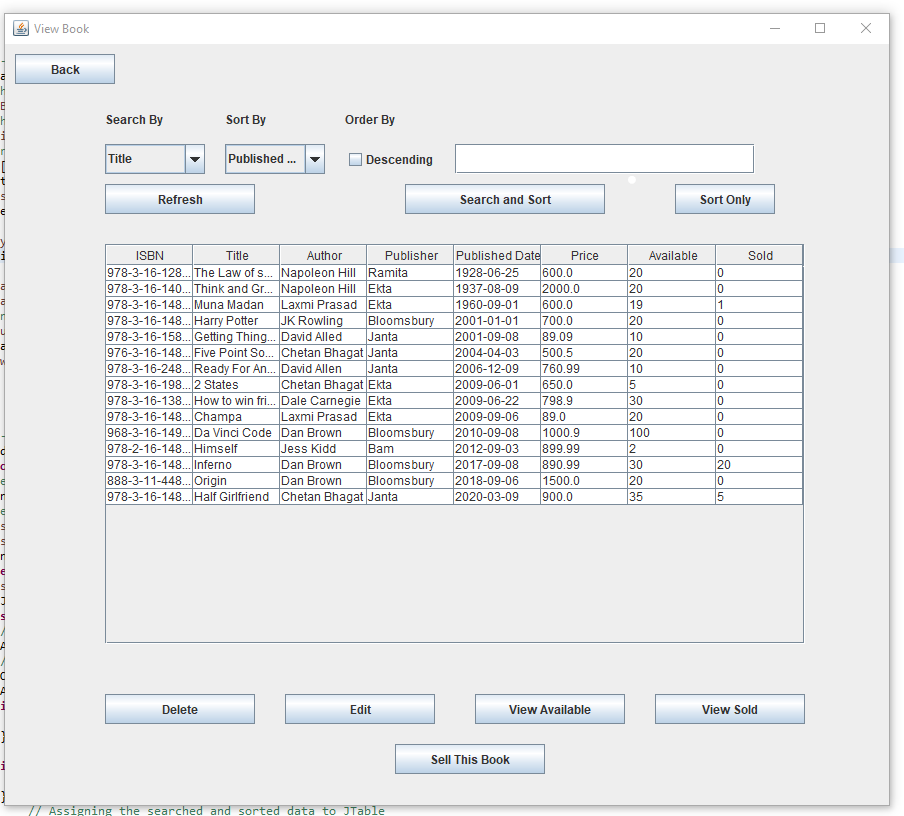 View Book
Back
Search By Sort By Order By
Title Published ... Descending
Refresh Search and Sort Sort Only
ISBN Title Author Publisher Published Date Price Available Sold
978-3-16-128... The Law of s... Napoleon Hill Ramita 1928-06-25 600.0 20 0
978-3-16-140... Think and Gr... Napoleon Hill Ekta 1937-08-09 2000.0 20 0
978-3-16-148... Muna Madan Laxmi Prasad Ekta 1960-09-01 600.0 19 1
978-3-16-148... Harry Potter JK Rowling Bloomsbury 2001-01-01 700.0 20 0
978-3-16-158... Getting Thing... David Alled Janta 2001-09-08 89.09 10 0
976-3-16-148... Five Point So... Chetan Bhagat Janta 2004-04-03 500.5 20 0
978-3-16-248... Ready For An... David Allen Janta 2006-12-09 760.99 10 0
978-3-16-198... 2 States Chetan Bhagat Ekta 2009-06-01 650.0 5 0
978-3-16-138... How to win fri... Dale Carnegie Ekta 2009-06-22 798.9 30 0
978-3-16-148... Champa Laxmi Prasad Ekta 2009-09-06 89.0 20 0
968-3-16-149... Da Vinci Code Dan Brown Bloomsbury 2010-09-08 1000.9 100 0
978-2-16-148... Himself Jess Kidd Bam 2012-09-03 899.99 2 0
978-3-16-148... Inferno Dan Brown Bloomsbury 2017-09-08 890.99 30 20
888-3-11-448... Origin Dan Brown Bloomsbury 2018-09-06 1500.0 20 0
978-3-16-148... Half Girlfriend Chetan Bhagat Janta 2020-03-09 900.0 35 5
Delete Edit View Available View Sold
Sell This Book
// Assigning the searched and sorted data to JTable